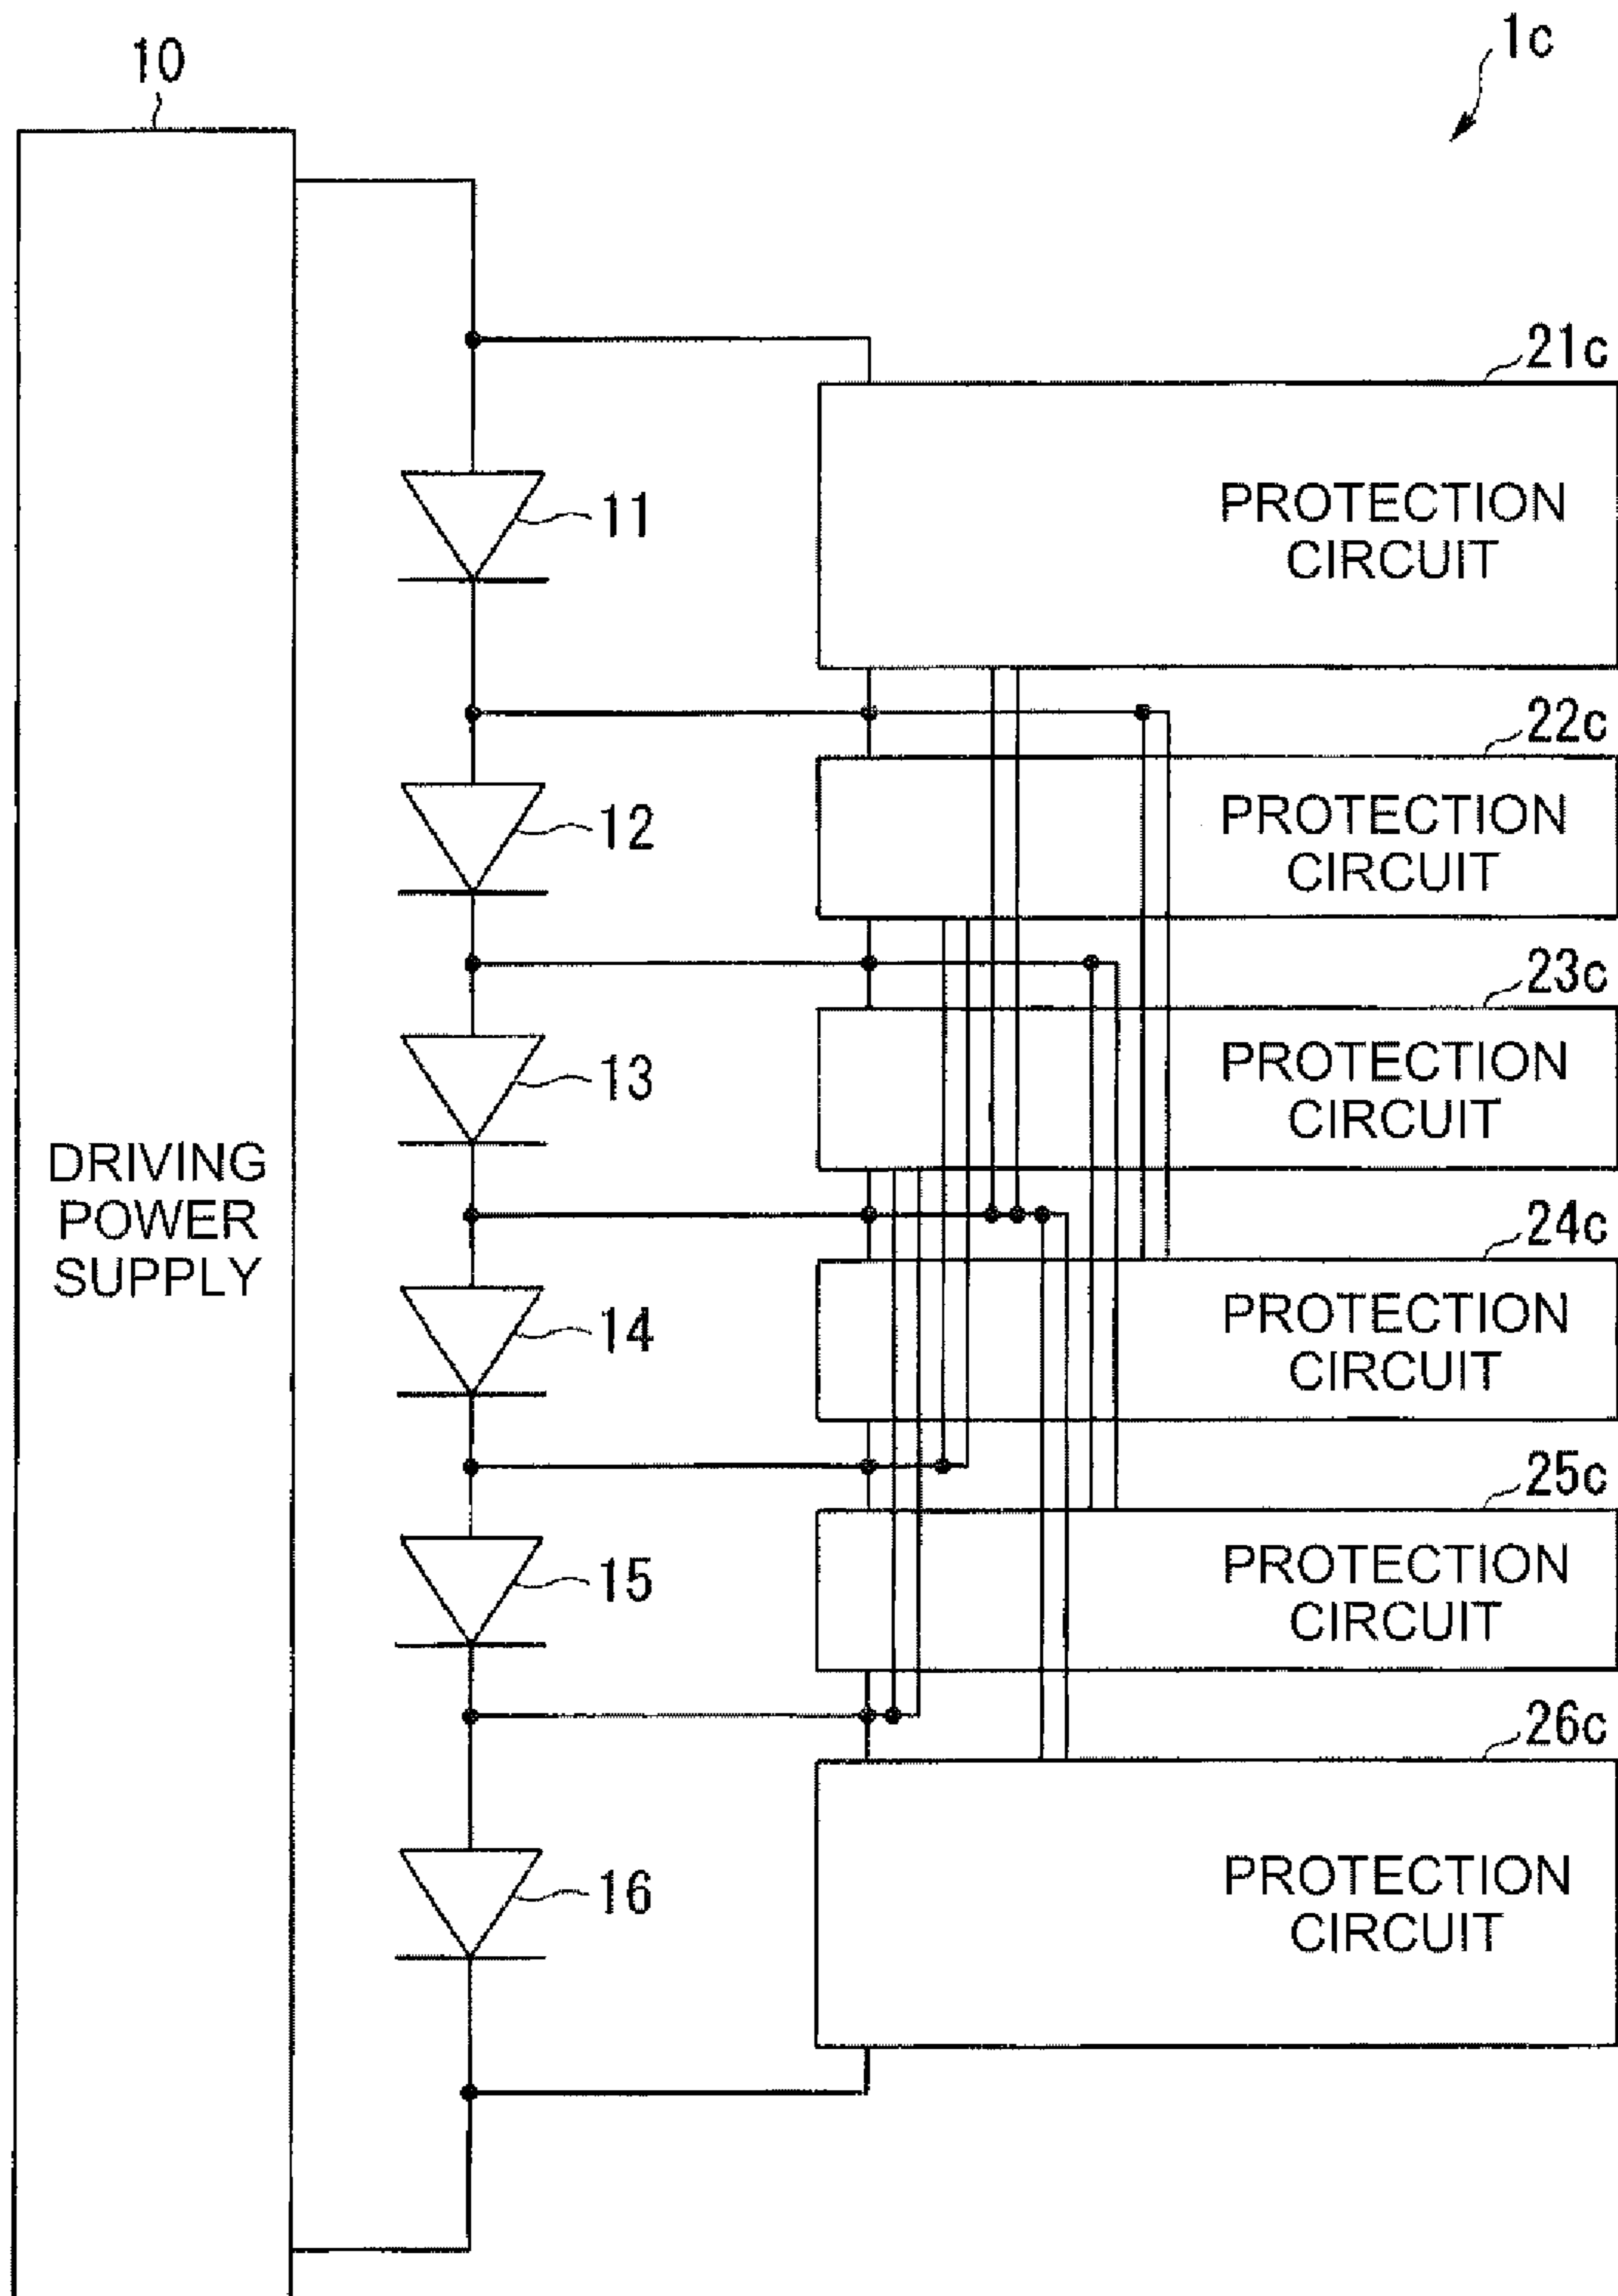 1c
10
21c
PROTECTION
CIRCUIT
11
22c
PROTECTION
CIRCUIT
12
23c
PROTECTION
CIRCUIT
13
DRIVING
POWER
SUPPLY
24c
PROTECTION
CIRCUIT
14
25c
PROTECTION
CIRCUIT
15
26c
PROTECTION
CIRCUIT
16